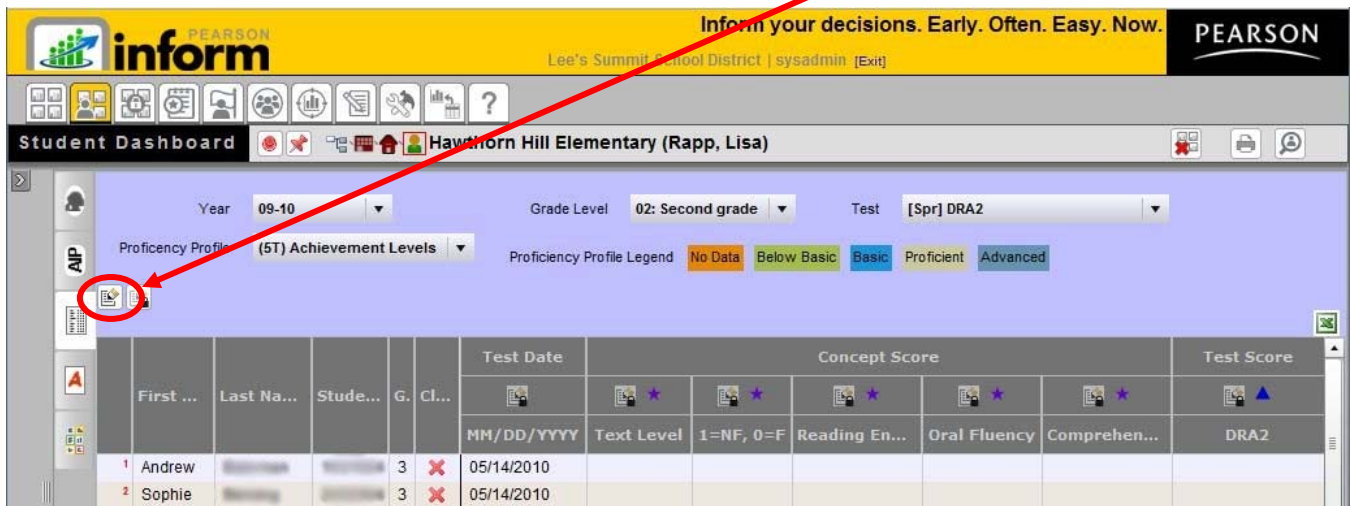 PEARSON
inform
Inform your decisions. Early. Often. Easy. Now.
Lee's Summit School District | sysadmin [Exit]
PEARSON
?
Student Dashboard
Hawthorn Hill Elementary (Rapp, Lisa)
Year 09-10 Grade Level 02: Second grade Test [Spr] DRA2
Proficency Profile (5T) Achievement Levels Proficiency Profile Legend No Data Below Basic Basic Proficient Advanced
AIP
A
Test Date Concept Score Test Score
First ... Last Na... Stude... G. Cl...
MM/DD/YYYY Text Level 1=NF, 0=F Reading En... Oral Fluency Comprehen... DRA2
1 Andrew 3 05/14/2010
2 Sophie 3 05/14/2010